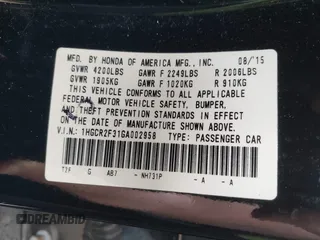 MFD. BY HONDA OF AMERICA MFG., INC. 08/15
GVWR 4200LBS GAWR F 2249LBS R 2006LBS
GVWR 1905KG GAWR F 1020KG R 910KG
THIS VEHICLE CONFORMS TO ALL APPLICABLE
FEDERAL MOTOR VEHICLE SAFETY, BUMPER,
AND THEFT PREVENTION STANDARDS IN EFFECT
ON THE DATE OF MANUFACTURE SHOWN ABOVE.
V.I.N.: 1HGCR2F31GA002958 TYPE: PASSENGER CAR
G AB7 - NH731P - A - A
DREAMBID